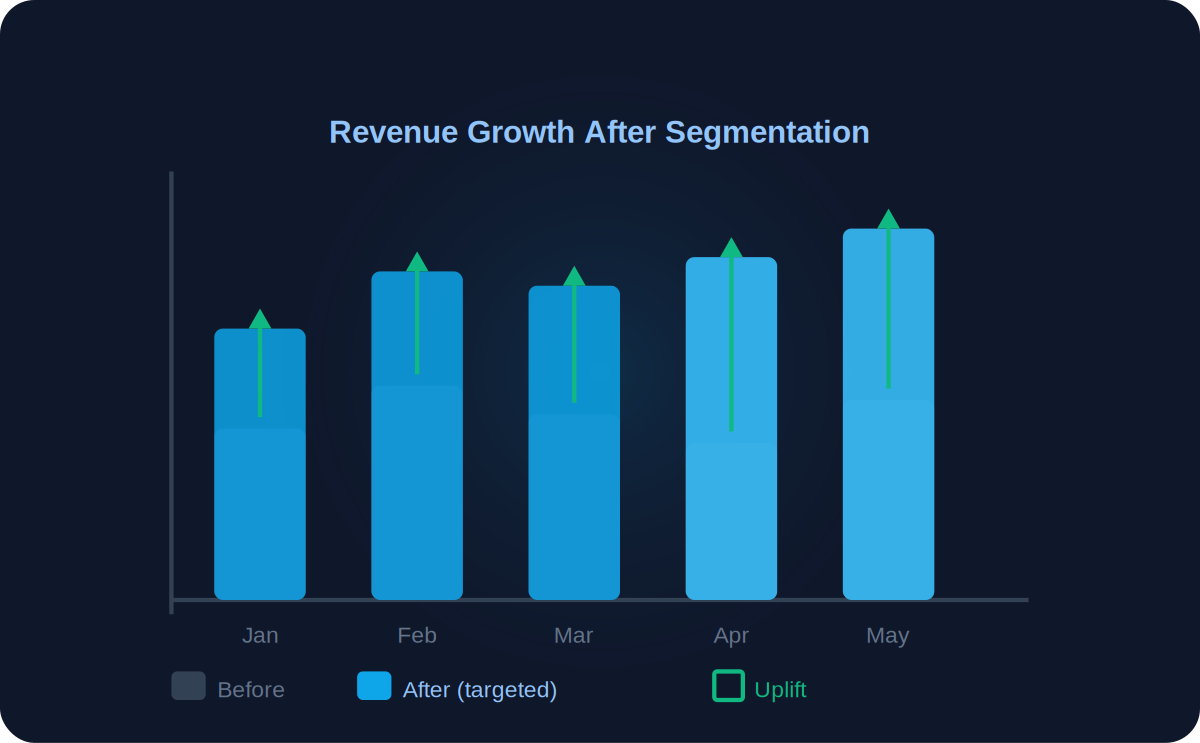 Revenue Growth After Segmentation
Jan Feb Mar Apr May
Before After (targeted) Uplift